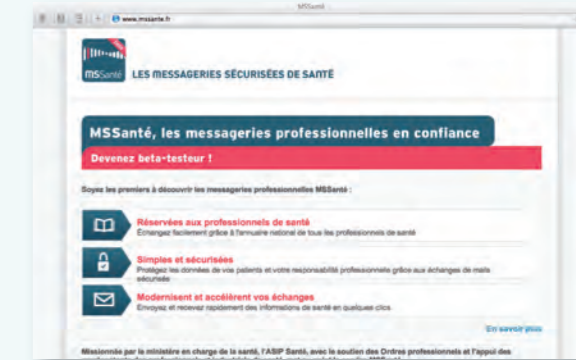 MSSanté
www.mssante.fr
MSSanté LES MESSAGERIES SÉCURISÉES DE SANTÉ
MSSanté, les messageries professionnelles en confiance
Devenez beta-testeur !
Soyez les premiers à découvrir les messageries professionnelles MSSanté :
Réservées aux professionnels de santé
Échangez facilement grâce à l'annuaire national de tous les professionnels de santé
Simples et sécurisées
Protégez les données de vos patients et votre responsabilité professionnelle grâce aux échanges de mails
sécurisés
Modernisent et accélèrent vos échanges
Envoyez et recevez rapidement des informations de santé en quelques clics.
En savoir plus
Missionnée par le ministère en charge de la santé, l'ASIP Santé, avec le soutien des Ordres professionnels et l'appui des